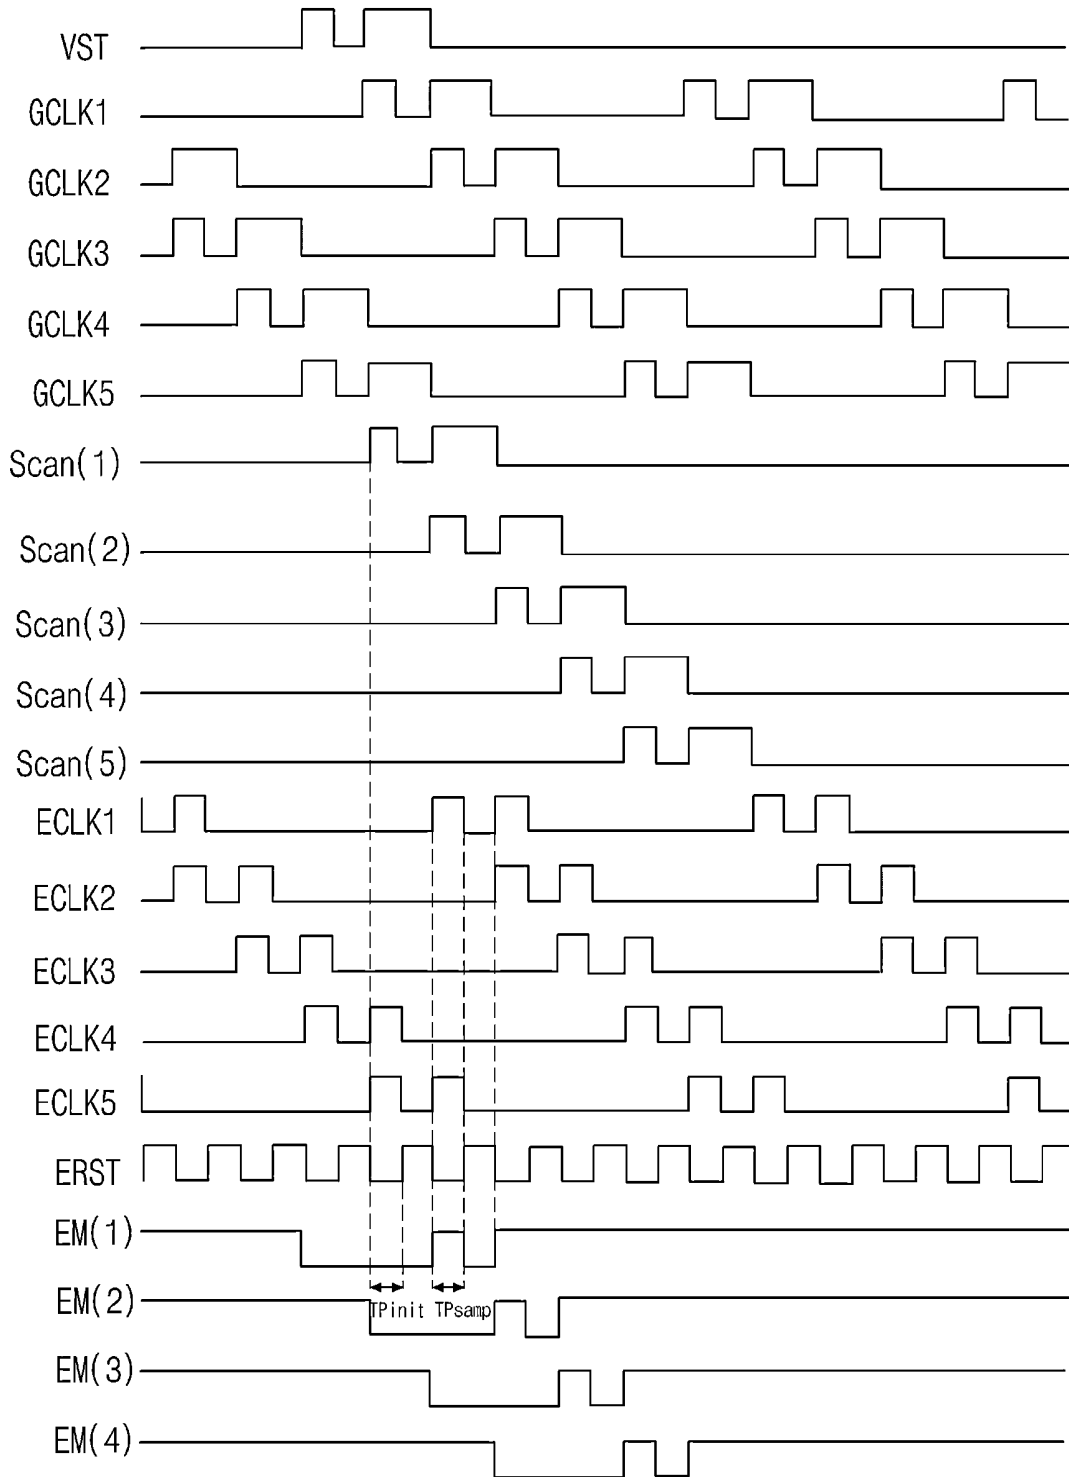 VST
GCLK1
GCLK2
GCLK3
GCLK4
GCLK5
Scan(1)
Scan(2)
Scan(3)
Scan(4)
Scan(5)
ECLK1
ECLK2
ECLK3
ECLK4
ECLK5
ERST
EM(1)
EM(2)
TPinit TPsamp
EM(3)
EM(4)